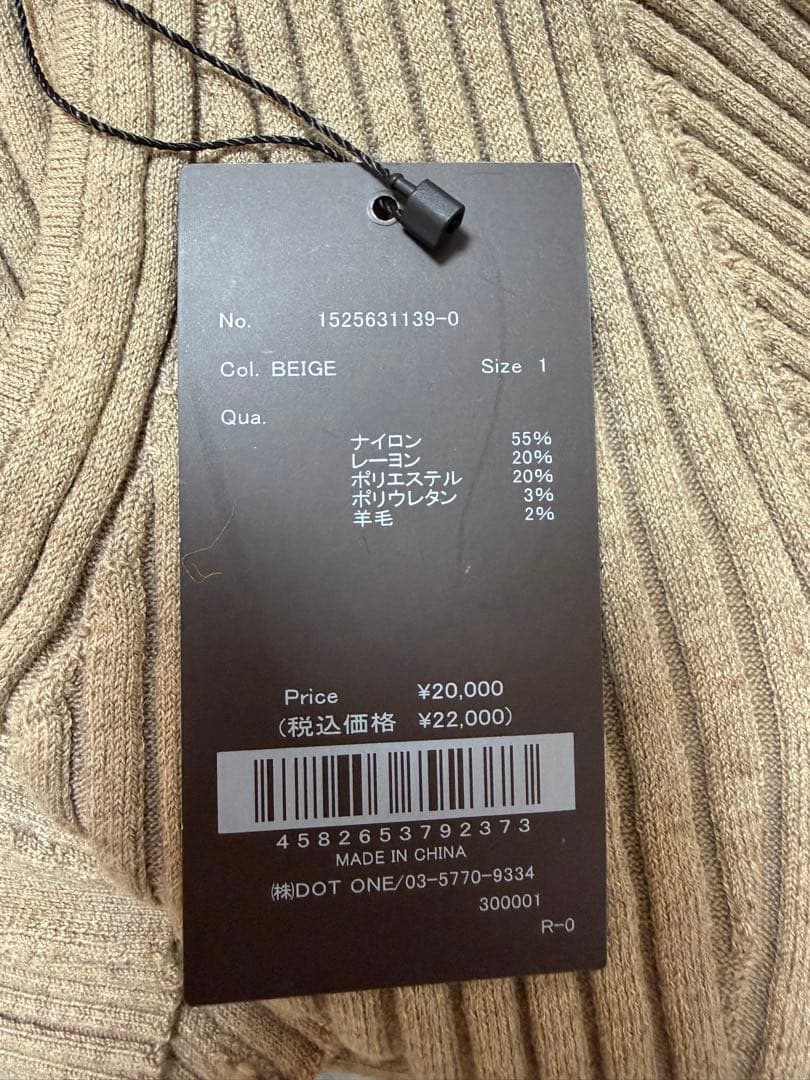 No. 1525631139-0
Col. BEIGE Size 1
Qua.
ナイロン 55%
レーヨン 20%
ポリエステル 20%
ポリウレタン 3%
羊毛 2%
Price ¥20,000
(税込価格 ¥22,000)
4582653792373
MADE IN CHINA
㈱DOT ONE/03-5770-9334
300001
R-0